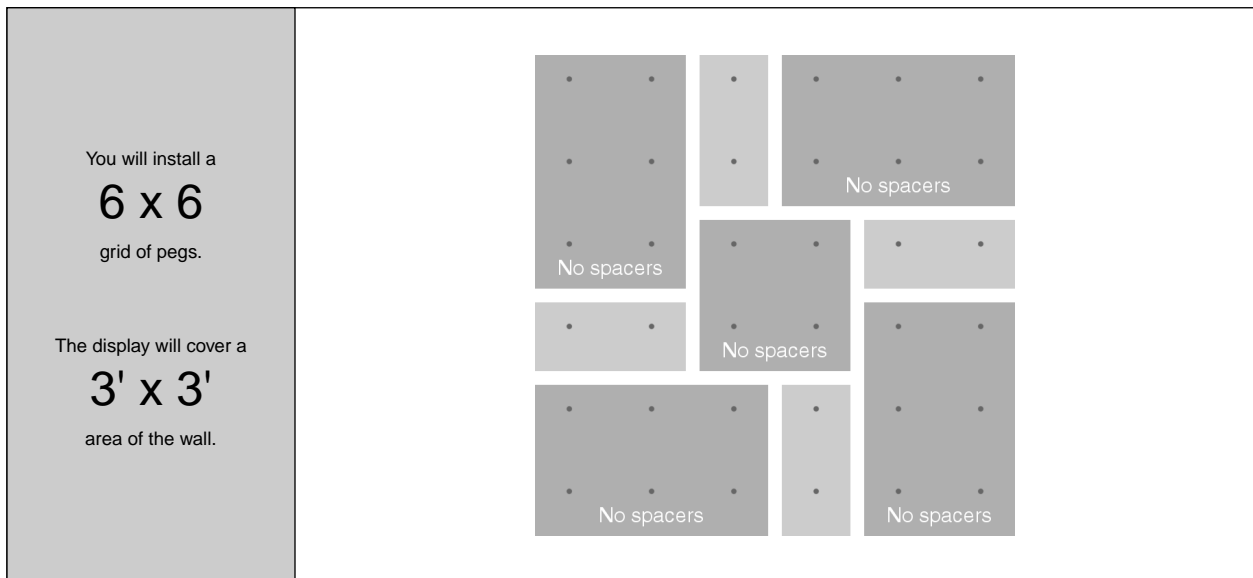 You will install a
6 x 6
grid of pegs.
The display will cover a
3' x 3'
area of the wall.
No spacers
No spacers
No spacers
No spacers
No spacers